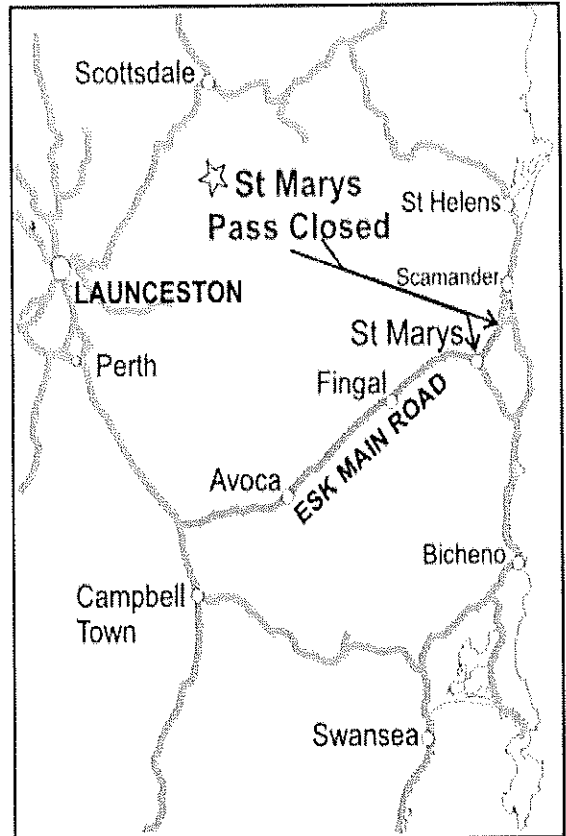 Scottsdale
☆ St Marys
Pass Closed
St Helens
Scamander
LAUNCESTON
St Marys
Perth
Fingal
ESK MAIN ROAD
Avoca
Bicheno
Campbell
Town
Swansea